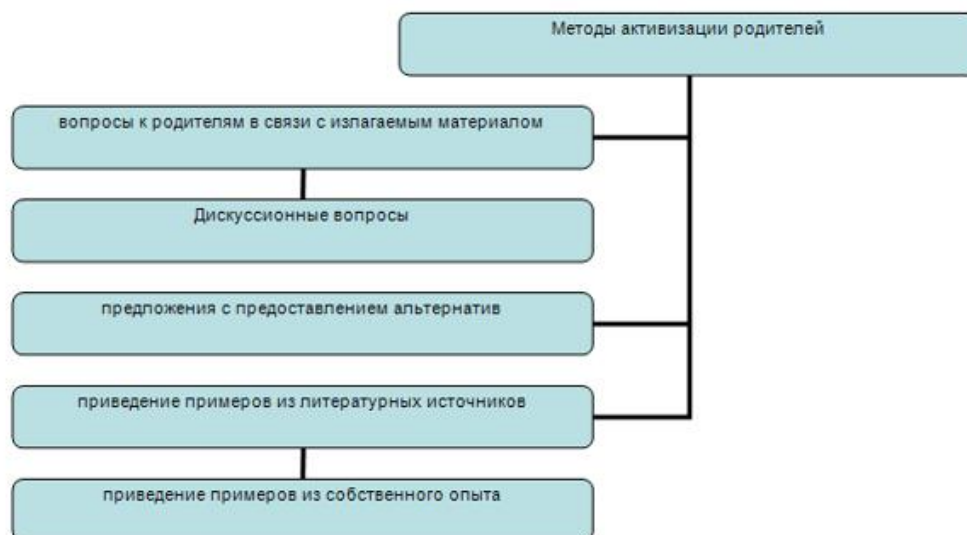 Методы активизации родителей
вопросы к родителям в связи с излагаемым материалом
Дискуссионные вопросы
предложения с предоставлением альтернатив
приведение примеров из литературных источников
приведение примеров из собственного опыта